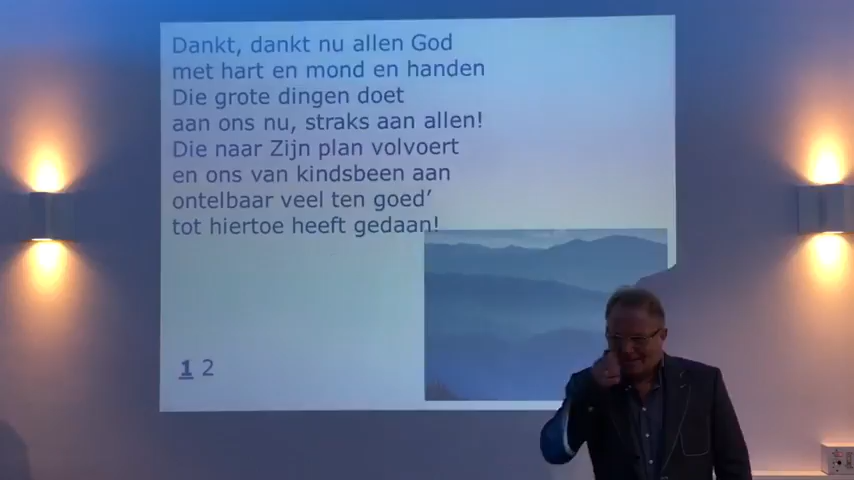 Dankt, dankt nu allen God
met hart en mond en handen
Die grote dingen doet
aan ons nu, straks aan allen!
Die naar Zijn plan volvoert
en ons van kindsbeen aan
ontelbaar veel ten goed’
tot hiertoe heeft gedaan!
1 2